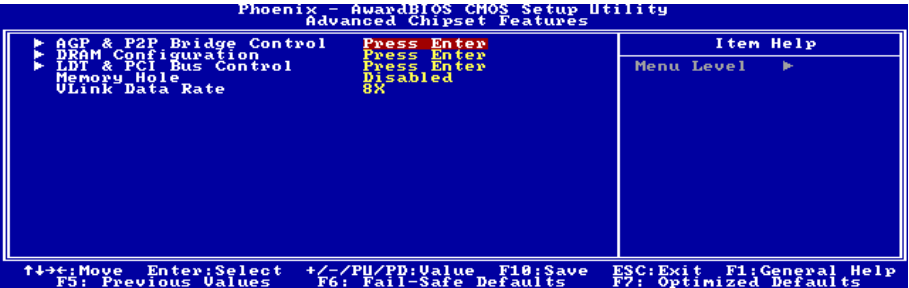 Phoenix - AwardBIOS CMOS Setup Utility
Advanced Chipset Features
► AGP & P2P Bridge Control Press Enter
► DRAM Configuration Press Enter
► LDT & PCI Bus Control Press Enter
Memory Hole Disabled
VLink Data Rate 8X
Item Help
Menu Level ►
↑↓→←:Move Enter:Select +/-/PU/PD:Value F10:Save ESC:Exit F1:General Help
F5: Previous Values F6: Fail-Safe Defaults F7: Optimized Defaults